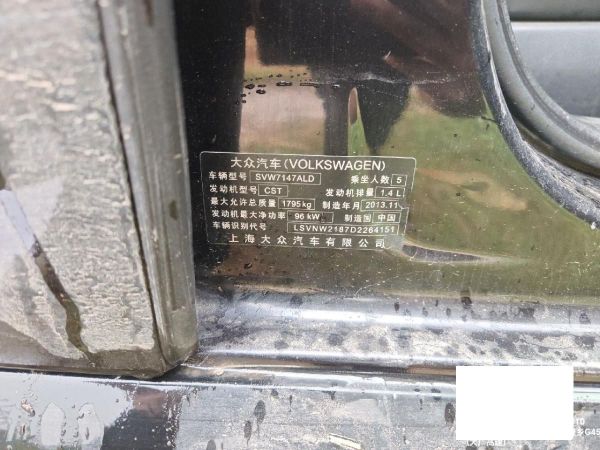 大众汽车(VOLKSWAGEN)
车辆型号 SVW7147ALD 乘坐人数 5
发动机型号 CST 发动机排量 1.4 L
最大允许总质量 1795kg 制造年月 2013.11
发动机最大净功率 96 kW 制造国 中国
车辆识别代号 LSVNW2187D2264151
上海大众汽车有限公司